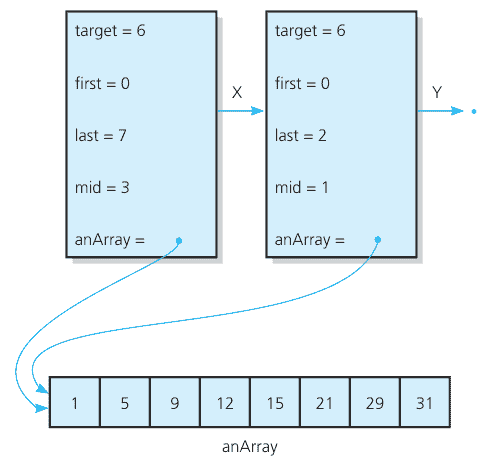 target = 6
first = 0
last = 7
mid = 3
anArray =
X
target = 6
first = 0
last = 2
mid = 1
anArray =
Y
1 5 9 12 15 21 29 31
anArray